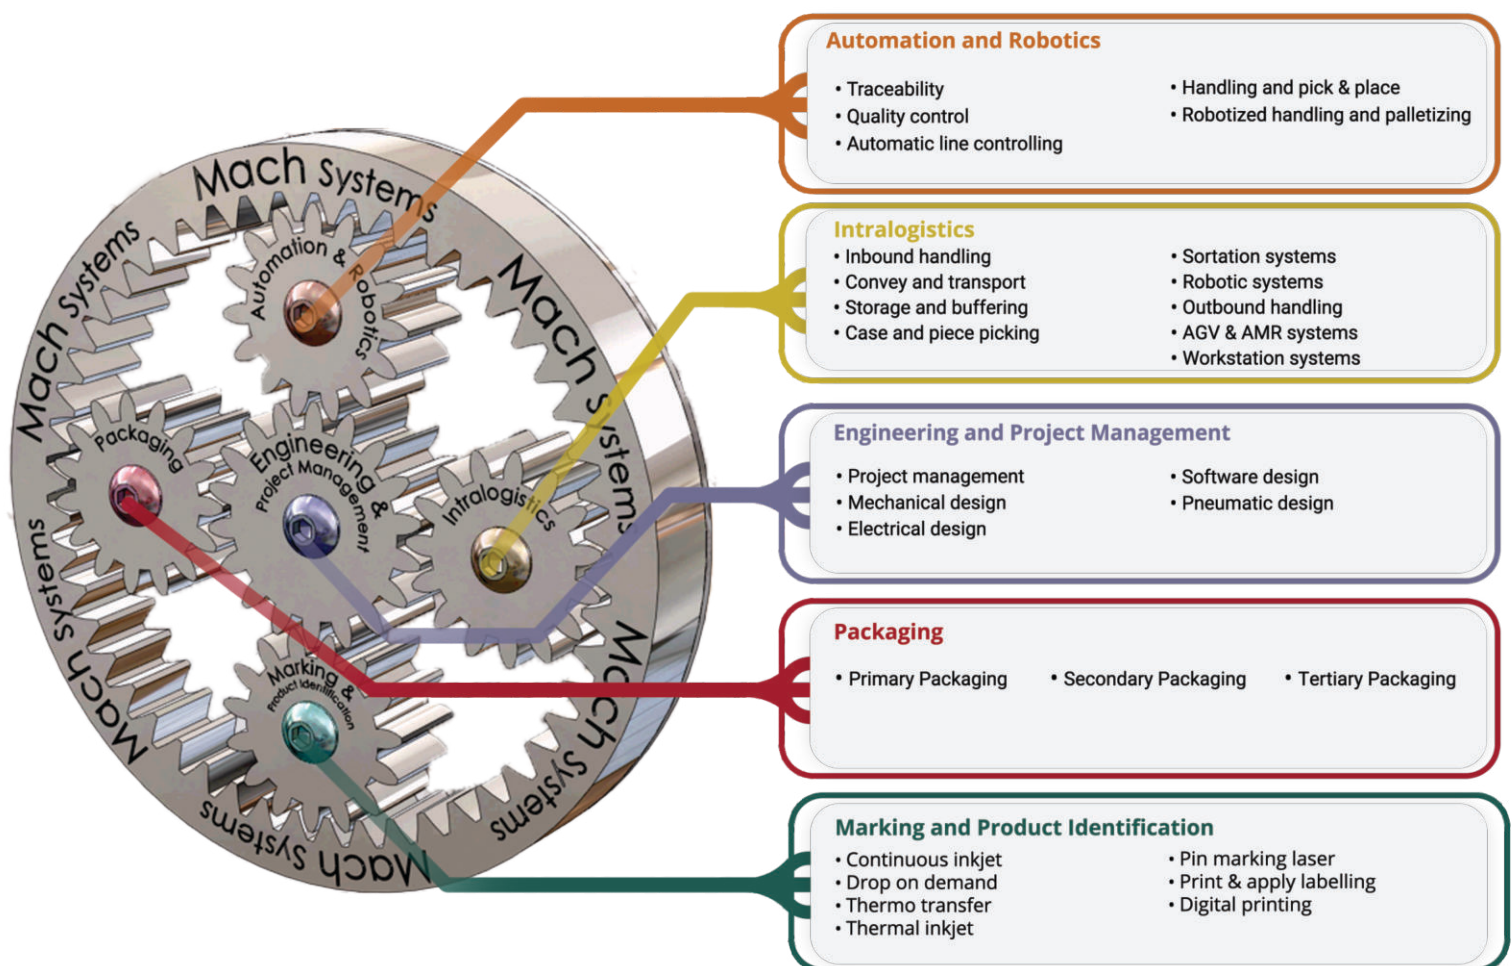 Mach Systems
Mach Systems
Mach Systems
Mach Systems
Mach Systems
Mach Systems
Mach Systems
Automation & Robotics
Packaging
Engineering &
Project Management
Intralogistics
Marking &
Product Identification
Automation and Robotics
• Traceability
• Quality control
• Automatic line controlling
• Handling and pick & place
• Robotized handling and palletizing
Intralogistics
• Inbound handling
• Convey and transport
• Storage and buffering
• Case and piece picking
• Sortation systems
• Robotic systems
• Outbound handling
• AGV & AMR systems
• Workstation systems
Engineering and Project Management
• Project management
• Mechanical design
• Electrical design
• Software design
• Pneumatic design
Packaging
• Primary Packaging
• Secondary Packaging
• Tertiary Packaging
Marking and Product Identification
• Continuous inkjet
• Drop on demand
• Thermo transfer
• Thermal inkjet
• Pin marking laser
• Print & apply labelling
• Digital printing